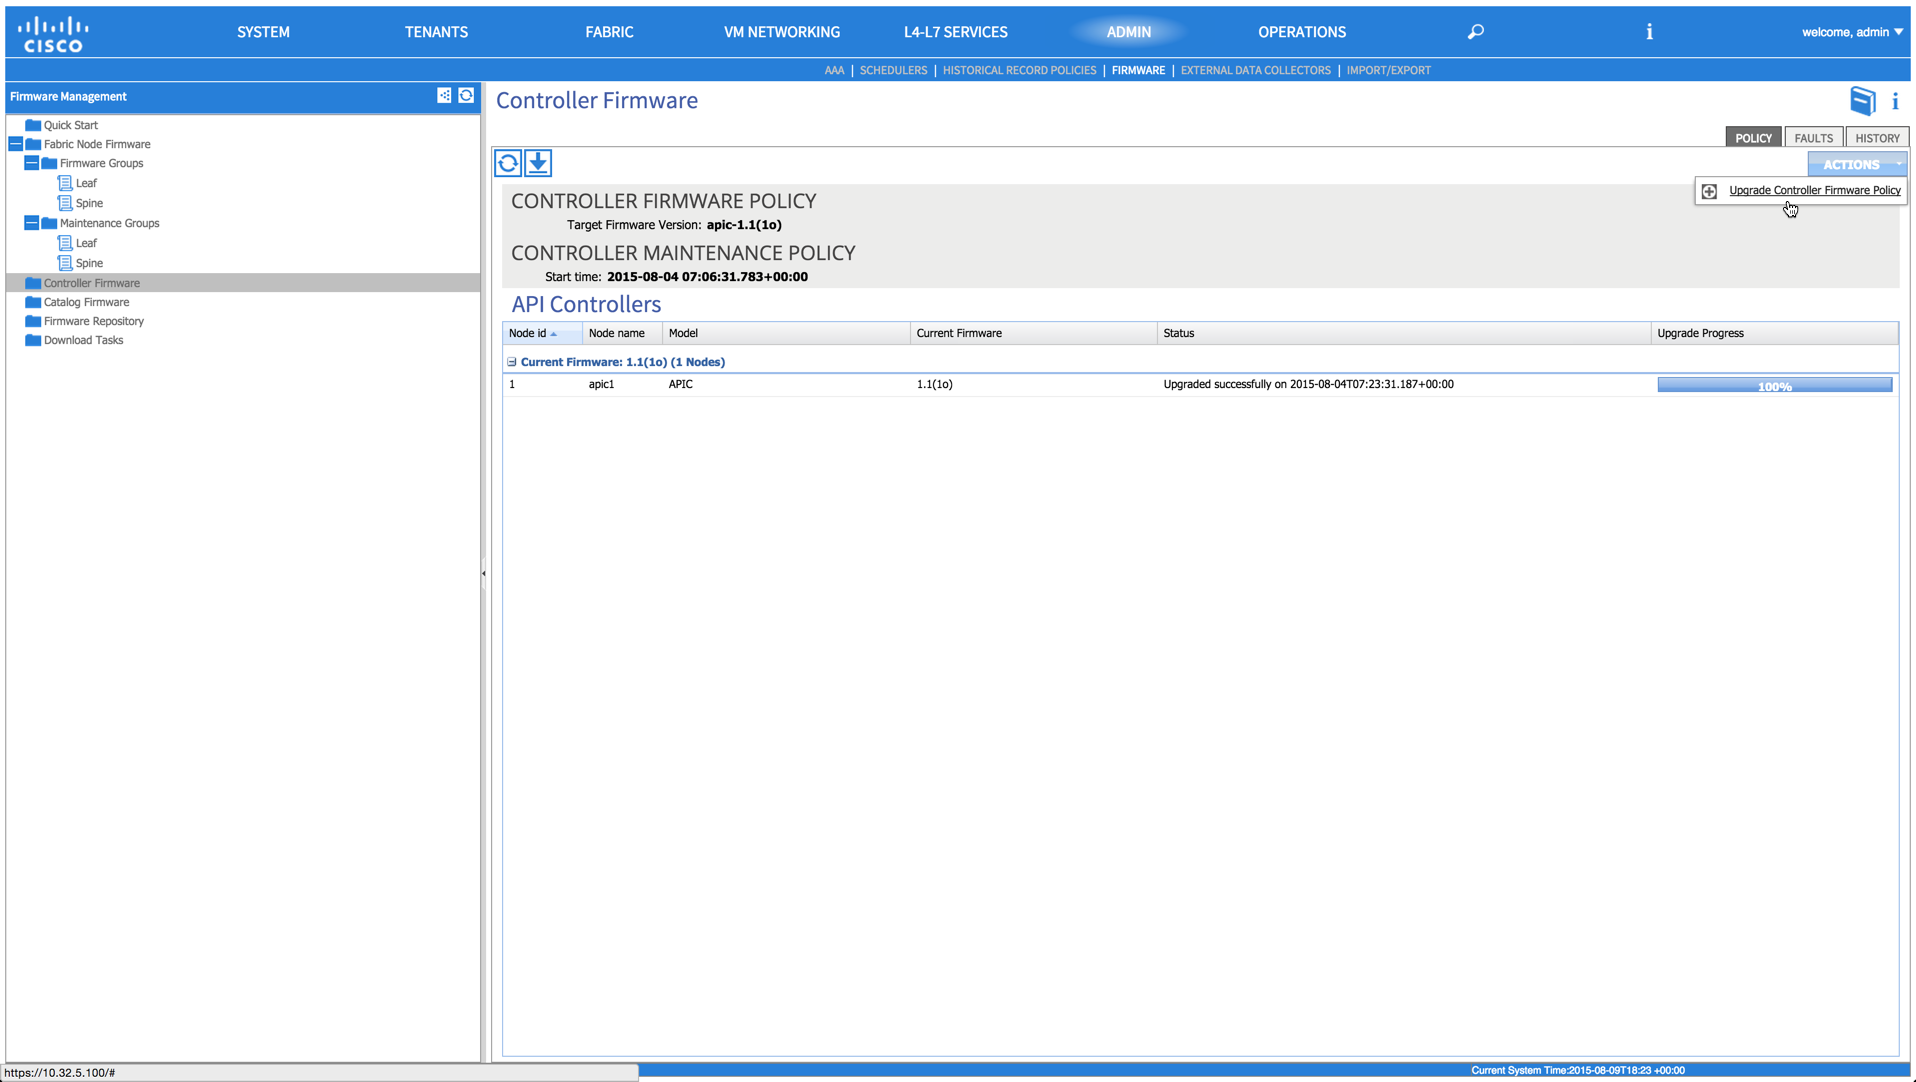 CISCO
SYSTEM TENANTS FABRIC VM NETWORKING L4-L7 SERVICES ADMIN OPERATIONS i welcome, admin
AAA | SCHEDULERS | HISTORICAL RECORD POLICIES | FIRMWARE | EXTERNAL DATA COLLECTORS | IMPORT/EXPORT
Firmware Management
Quick Start
Fabric Node Firmware
Firmware Groups
Leaf
Spine
Maintenance Groups
Leaf
Spine
Controller Firmware
Catalog Firmware
Firmware Repository
Download Tasks
Controller Firmware
i
POLICY FAULTS HISTORY
ACTIONS
Upgrade Controller Firmware Policy
CONTROLLER FIRMWARE POLICY
Target Firmware Version: apic-1.1(1o)
CONTROLLER MAINTENANCE POLICY
Start time: 2015-08-04 07:06:31.783+00:00
API Controllers
Node id Node name Model Current Firmware Status Upgrade Progress
Current Firmware: 1.1(1o) (1 Nodes)
1 apic1 APIC 1.1(1o) Upgraded successfully on 2015-08-04T07:23:31.187+00:00 100%
https://10.32.5.100/#
Current System Time:2015-08-09T18:23 +00:00